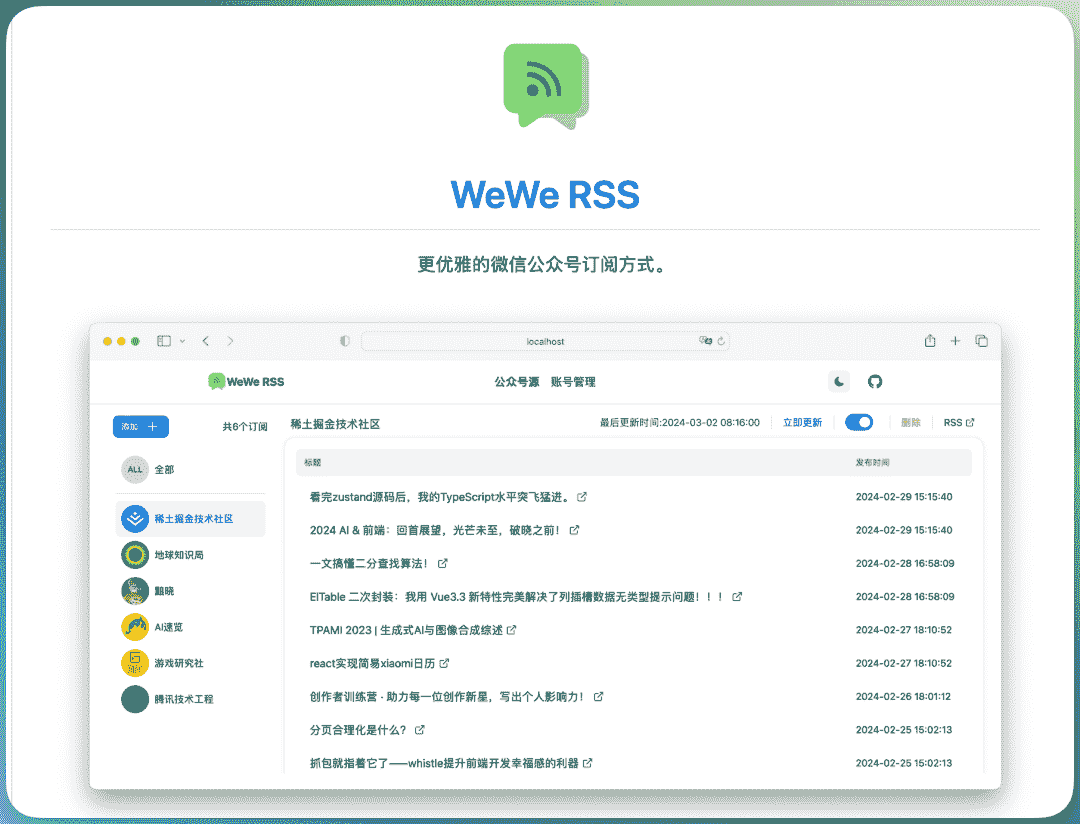 WeWe RSS
更优雅的微信公众号订阅方式。
localhost
WeWe RSS
公众号源 账号管理
添加 共6个订阅
稀土掘金技术社区 最后更新时间:2024-03-02 08:16:00 立即更新 删除 RSS
ALL 全部
稀土掘金技术社区
地球知识局
黯晓
AI速览
游戏研究社
腾讯技术工程
标题 发布时间
看完zustand源码后，我的TypeScript水平突飞猛进。 2024-02-29 15:15:40
2024 AI & 前端：回首展望，光芒未至，破晓之前！ 2024-02-29 15:15:40
一文搞懂二分查找算法！ 2024-02-28 16:58:09
ElTable 二次封装：我用 Vue3.3 新特性完美解决了列插槽数据无类型提示问题！！！ 2024-02-28 16:58:09
TPAMI 2023 | 生成式AI与图像合成综述 2024-02-27 18:10:52
react实现简易xiaomi日历 2024-02-27 18:10:52
创作者训练营 - 助力每一位创作新星，写出个人影响力！ 2024-02-26 18:01:12
分页合理化是什么？ 2024-02-25 15:02:13
抓包就指着它了——whistle提升前端开发幸福感的利器 2024-02-25 15:02:13